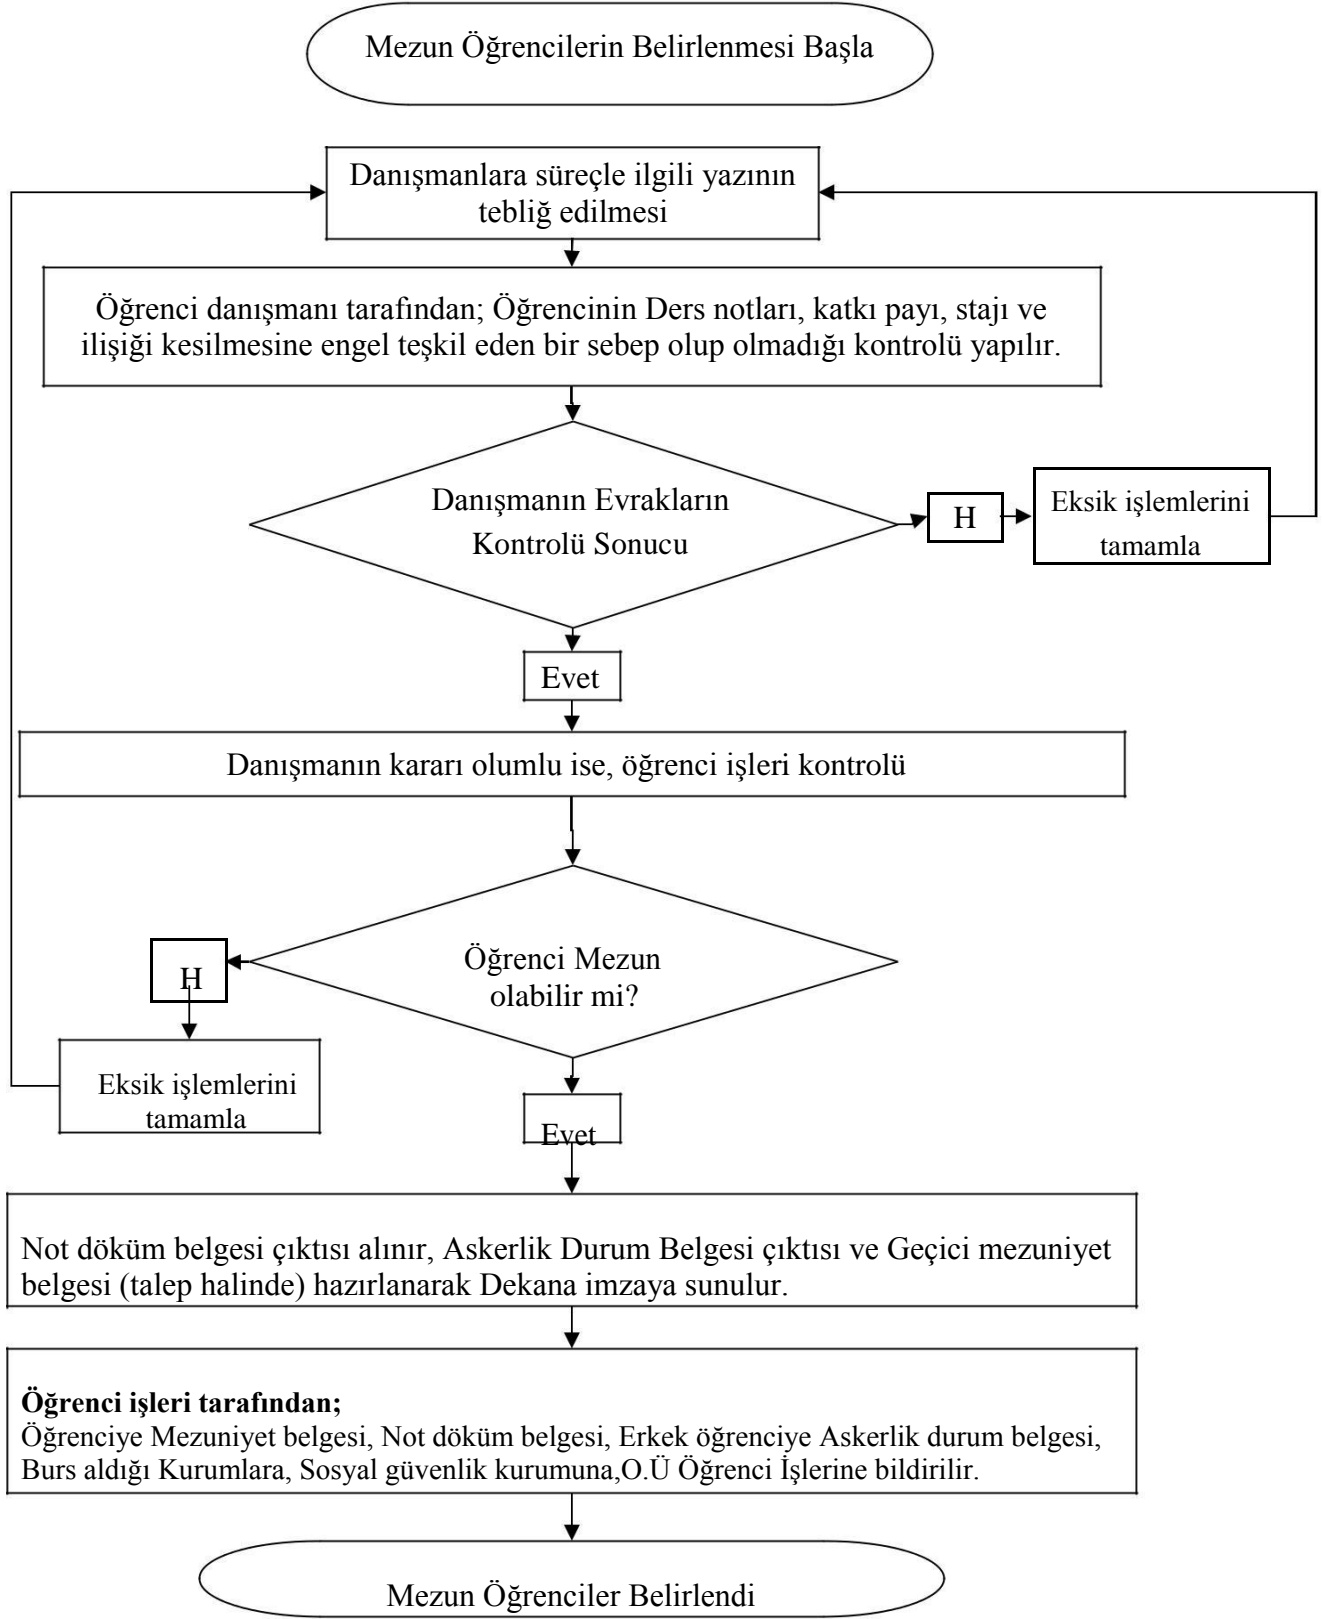 Mezun Öğrencilerin Belirlenmesi Başla
Danışmanlara süreçle ilgili yazının
tebliğ edilmesi
Öğrenci danışmanı tarafından; Öğrencinin Ders notları, katkı payı, stajı ve
ilişiği kesilmesine engel teşkil eden bir sebep olup olmadığı kontrolü yapılır.
Danışmanın Evrakların
Kontrolü Sonucu
H
Eksik işlemlerini
tamamla
Evet
Danışmanın kararı olumlu ise, öğrenci işleri kontrolü
Öğrenci Mezun
olabilir mi?
H
Eksik işlemlerini
tamamla
Evet
Not döküm belgesi çıktısı alınır, Askerlik Durum Belgesi çıktısı ve Geçici mezuniyet
belgesi (talep halinde) hazırlanarak Dekana imzaya sunulur.
Öğrenci işleri tarafından;
Öğrenciye Mezuniyet belgesi, Not döküm belgesi, Erkek öğrenciye Askerlik durum belgesi,
Burs aldığı Kurumlara, Sosyal güvenlik kurumuna,O.Ü Öğrenci İşlerine bildirilir.
Mezun Öğrenciler Belirlendi